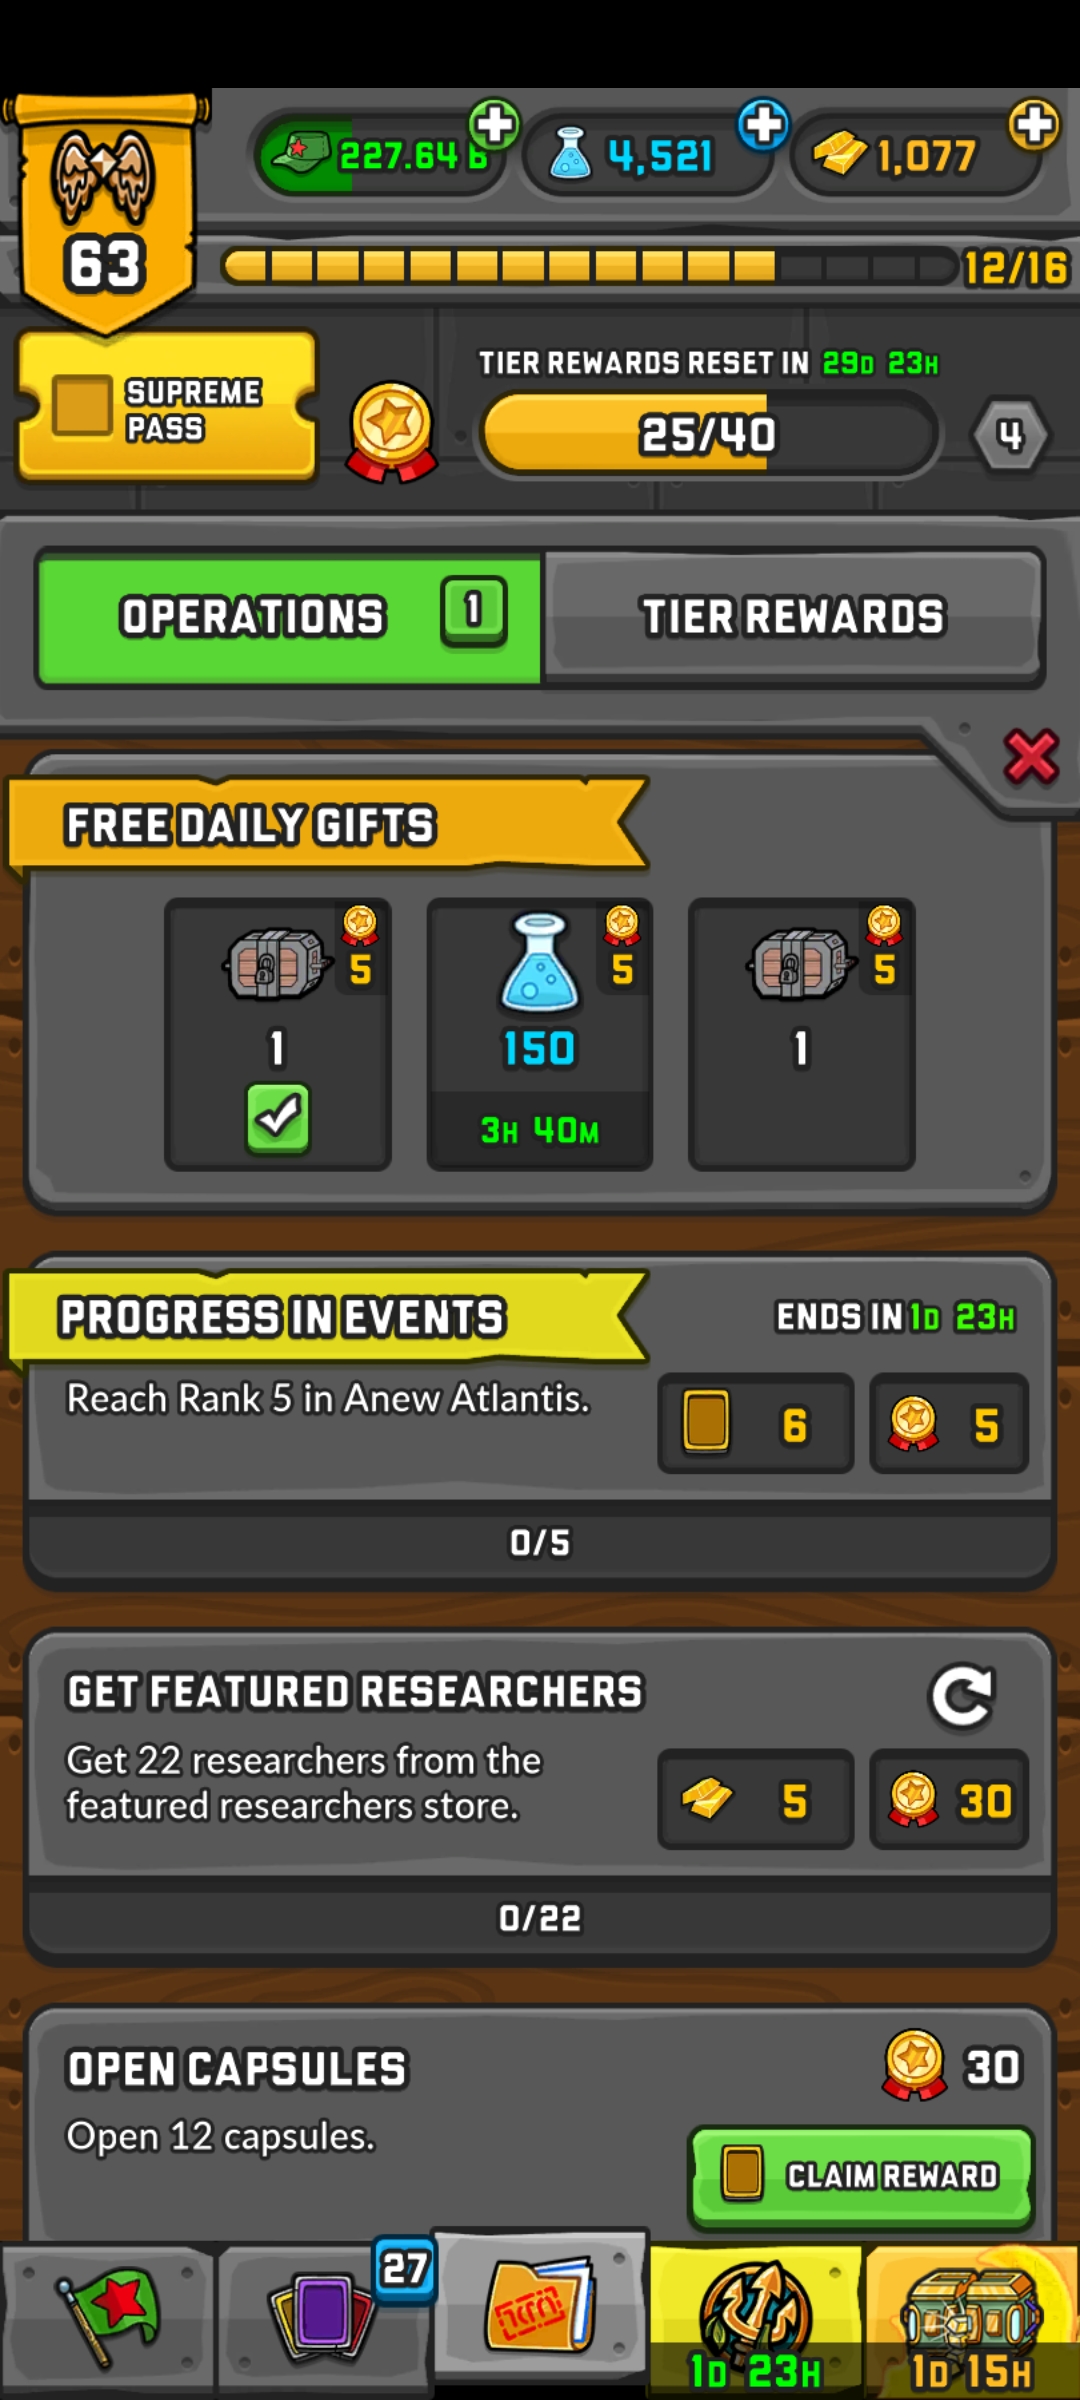 227.64 B
4,521
1,077
63
12/16
SUPREME
PASS
TIER REWARDS RESET IN 29D 23H
25/40
4
OPERATIONS 1
TIER REWARDS
FREE DAILY GIFTS
5
5
5
1
150
1
3H 40M
PROGRESS IN EVENTS
ENDS IN 1D 23H
Reach Rank 5 in Anew Atlantis.
6
5
0/5
GET FEATURED RESEARCHERS
Get 22 researchers from the
featured researchers store.
5
30
0/22
OPEN CAPSULES
30
Open 12 capsules.
CLAIM REWARD
27
1D 23H
1D 15H